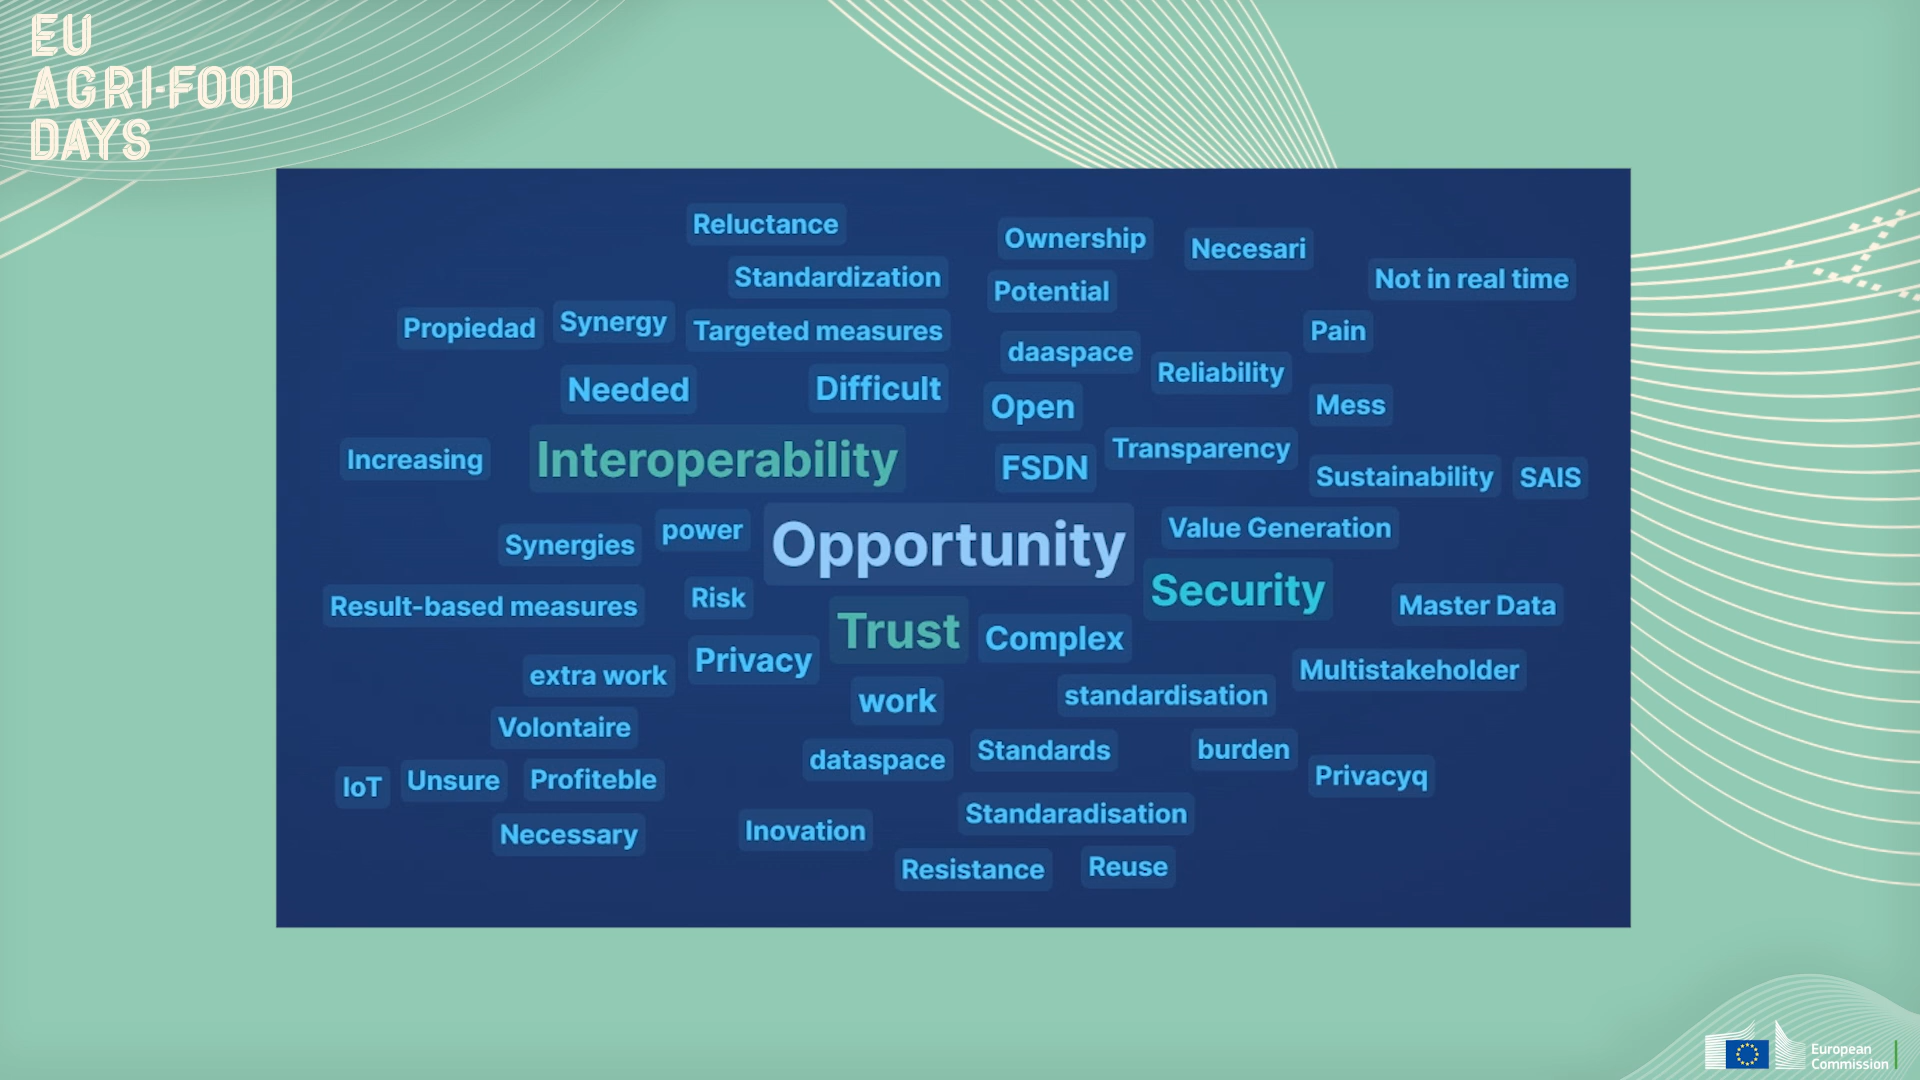 EU
AGRI-FOOD
DAYS
Reluctance
Ownership
Necesari
Standardization
Potential
Not in real time
Propiedad
Synergy
Targeted measures
Pain
daaspace
Reliability
Needed
Difficult
Open
Mess
Increasing
Interoperability
FSDN
Transparency
Sustainability
SAIS
Synergies
power
Opportunity
Value Generation
Result-based measures
Risk
Security
Master Data
Trust
Complex
extra work
Privacy
Multistakeholder
work
standardisation
Volontaire
dataspace
Standards
burden
IoT
Unsure
Profiteble
Privacyq
Necessary
Inovation
Standaradisation
Resistance
Reuse
European
Commission